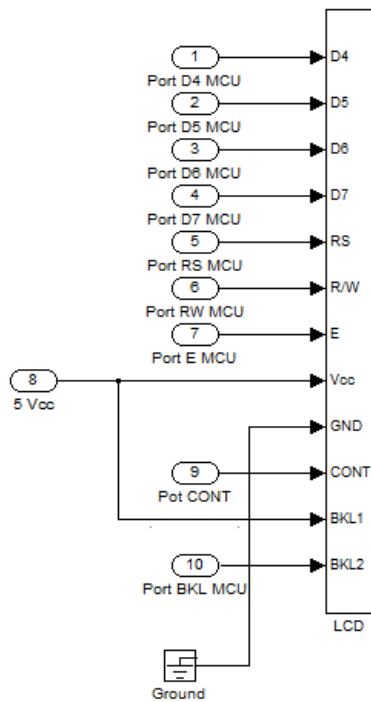 1 D4
Port D4 MCU
2 D5
Port D5 MCU
3 D6
Port D6 MCU
4 D7
Port D7 MCU
5 RS
Port RS MCU
6 R/W
Port RW MCU
7 E
Port E MCU
8 Vcc
5 Vcc
GND
9 CONT
Pot CONT
BKL1
10 BKL2
Port BKL MCU
LCD
Ground